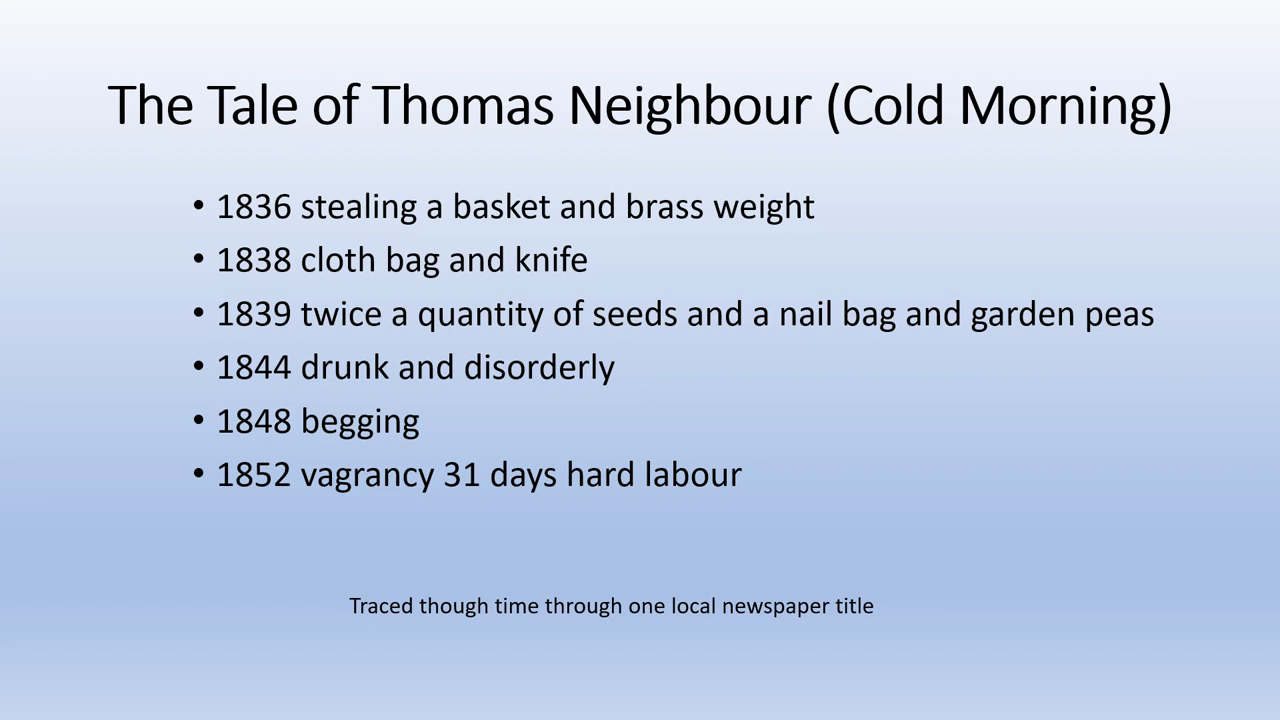 The Tale of Thomas Neighbour (Cold Morning)
• 1836 stealing a basket and brass weight
• 1838 cloth bag and knife
• 1839 twice a quantity of seeds and a nail bag and garden peas
• 1844 drunk and disorderly
• 1848 begging
• 1852 vagrancy 31 days hard labour
Traced though time through one local newspaper title